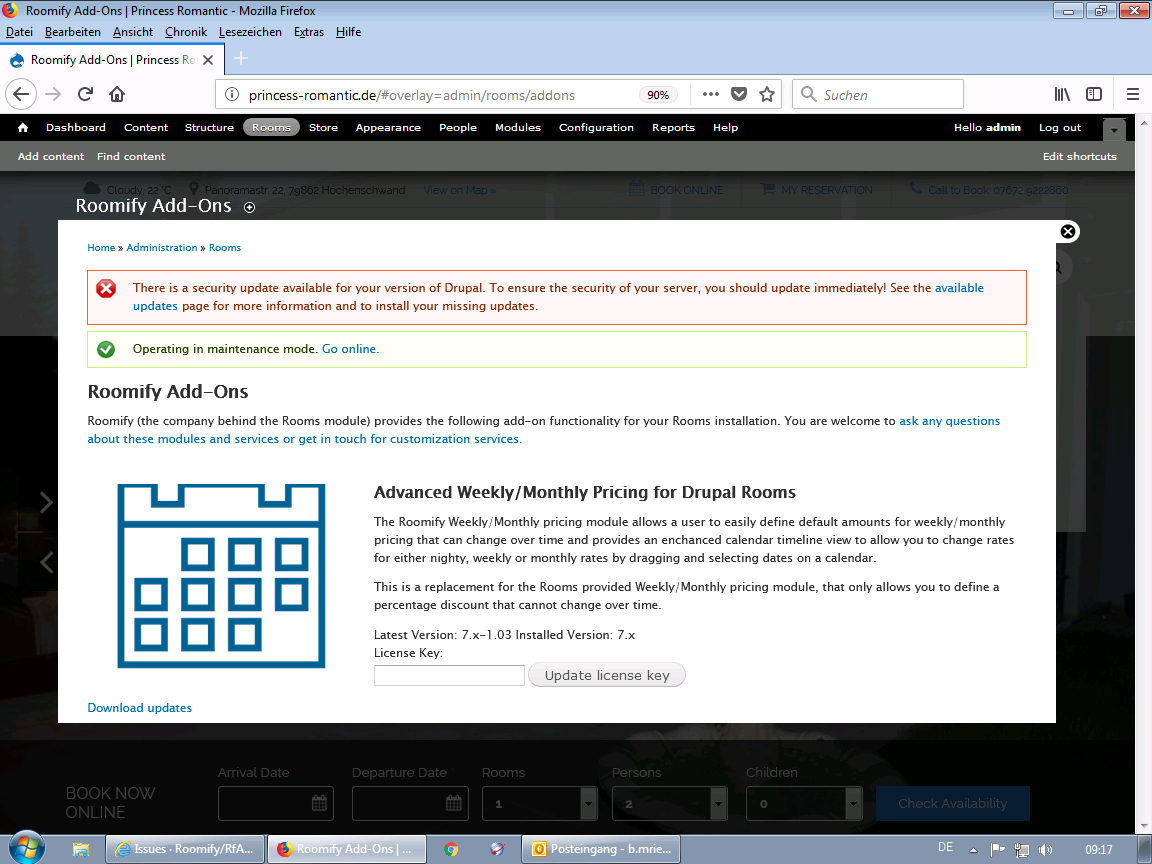 Roomify Add-Ons | Princess Romantic - Mozilla Firefox
Datei Bearbeiten Ansicht Chronik Lesezeichen Extras Hilfe
Roomify Add-Ons | Princess Ro
princess-romantic.de/#overlay=admin/rooms/addons 90% Suchen
Dashboard Content Structure Rooms Store Appearance People Modules Configuration Reports Help Hello admin Log out
Add content Find content Edit shortcuts
Cloudy, 22 °C Panoramastr. 22, 79862 Höchenschwand View on Map » BOOK ONLINE MY RESERVATION Call to Book: 07672 9222860
Roomify Add-Ons
Home » Administration » Rooms
There is a security update available for your version of Drupal. To ensure the security of your server, you should update immediately! See the available
updates page for more information and to install your missing updates.
Operating in maintenance mode. Go online.
Roomify Add-Ons
Roomify (the company behind the Rooms module) provides the following add-on functionality for your Rooms installation. You are welcome to ask any questions
about these modules and services or get in touch for customization services.
Advanced Weekly/Monthly Pricing for Drupal Rooms
The Roomify Weekly/Monthly pricing module allows a user to easily define default amounts for weekly/monthly
pricing that can change over time and provides an enchanced calendar timeline view to allow you to change rates
for either nighty, weekly or monthly rates by dragging and selecting dates on a calendar.
This is a replacement for the Rooms provided Weekly/Monthly pricing module, that only allows you to define a
percentage discount that cannot change over time.
Latest Version: 7.x-1.03 Installed Version: 7.x
License Key:
Update license key
Download updates
Arrival Date Departure Date Rooms Persons Children
BOOK NOW
ONLINE
1 2 0 Check Availability
Issues · Roomify/RfA... Roomify Add-Ons | ... Posteingang - b.mrie... DE 09:17